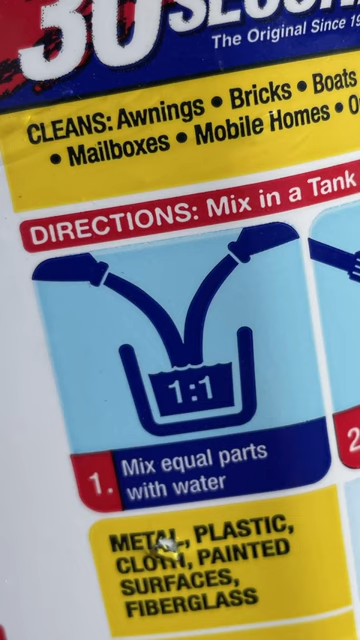 30 SECON
The Original Since 19
CLEANS: Awnings • Bricks • Boats
• Mailboxes • Mobile Homes • O
DIRECTIONS: Mix in a Tank
1:1
1. Mix equal parts
with water
2
METAL, PLASTIC,
CLOTH, PAINTED
SURFACES,
FIBERGLASS